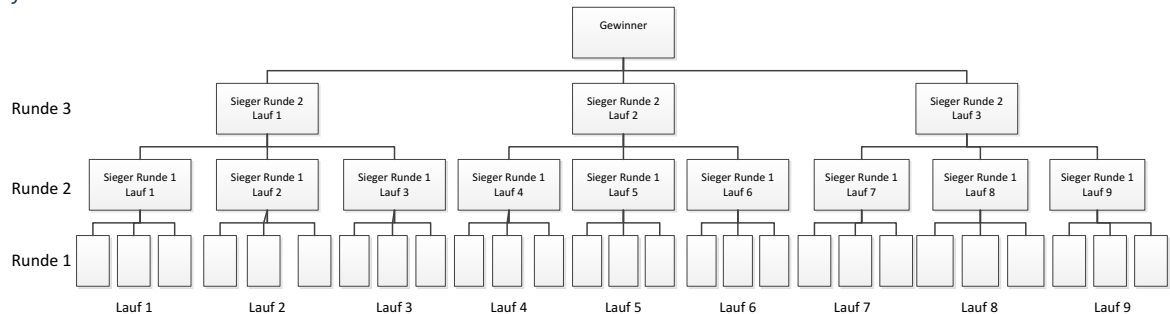 Gewinner
Runde 3
Sieger Runde 2
Lauf 1
Sieger Runde 2
Lauf 2
Sieger Runde 2
Lauf 3
Runde 2
Sieger Runde 1
Lauf 1
Sieger Runde 1
Lauf 2
Sieger Runde 1
Lauf 3
Sieger Runde 1
Lauf 4
Sieger Runde 1
Lauf 5
Sieger Runde 1
Lauf 6
Sieger Runde 1
Lauf 7
Sieger Runde 1
Lauf 8
Sieger Runde 1
Lauf 9
Runde 1
Lauf 1
Lauf 2
Lauf 3
Lauf 4
Lauf 5
Lauf 6
Lauf 7
Lauf 8
Lauf 9